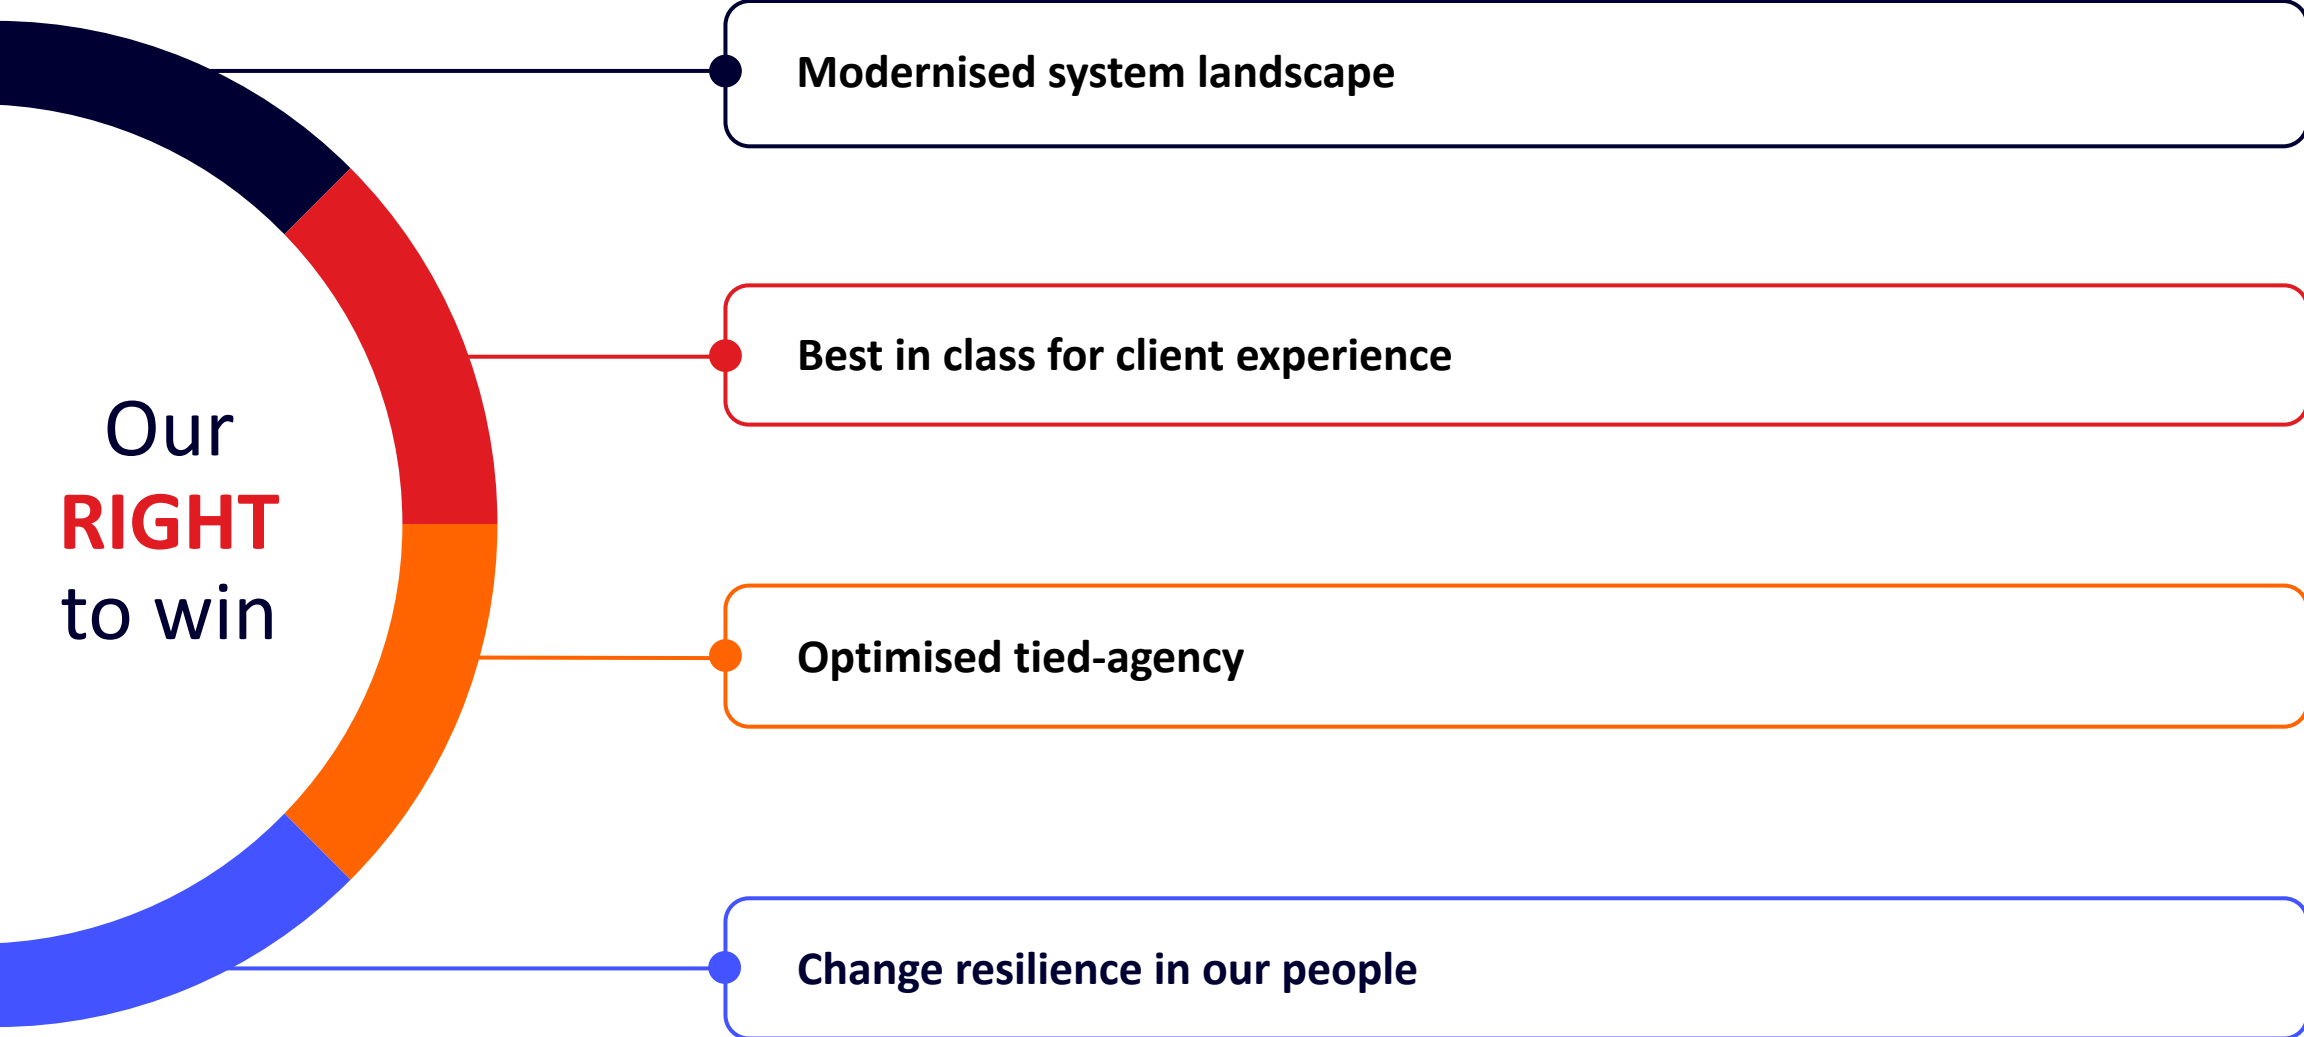 Our
RIGHT
to win
Modernised system landscape
Best in class for client experience
Optimised tied-agency
Change resilience in our people